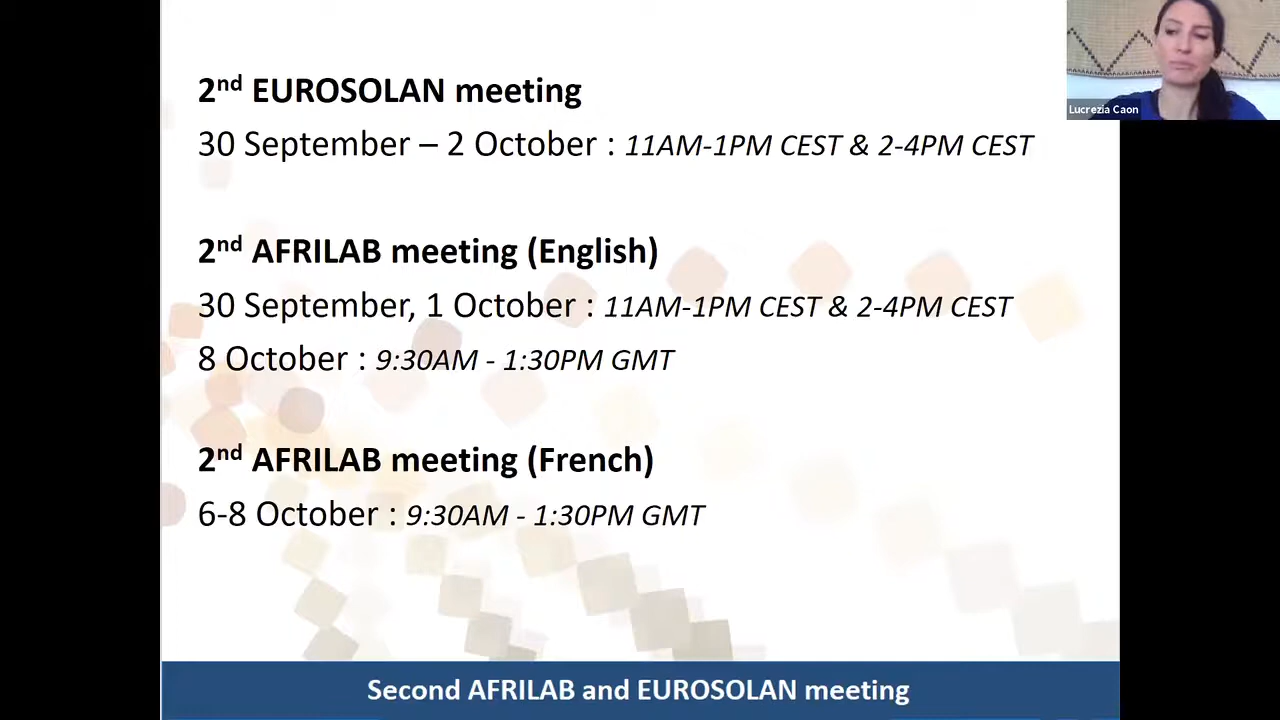 2nd EUROSOLAN meeting
30 September – 2 October : 11AM-1PM CEST & 2-4PM CEST
Lucrezia Caon
2nd AFRILAB meeting (English)
30 September, 1 October : 11AM-1PM CEST & 2-4PM CEST
8 October : 9:30AM - 1:30PM GMT
2nd AFRILAB meeting (French)
6-8 October : 9:30AM - 1:30PM GMT
Second AFRILAB and EUROSOLAN meeting